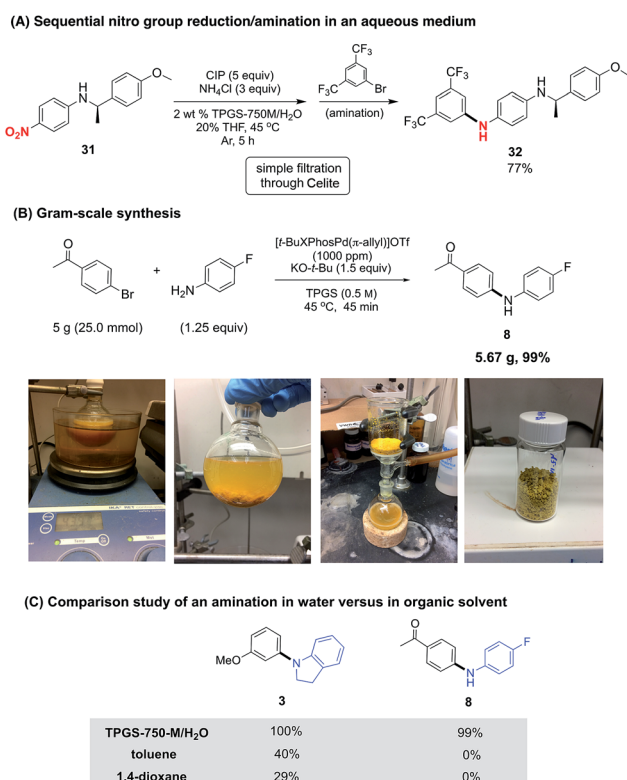 (A) Sequential nitro group reduction/amination in an aqueous medium
CIP (5 equiv)
NH4Cl (3 equiv)
2 wt % TPGS-750M/H2O
20% THF, 45 °C
Ar, 5 h
CF3
F3C
Br
(amination)
O2N
H
N
O
31
CF3
F3C
N
H
H
N
O
32
77%
simple filtration
through Celite
(B) Gram-scale synthesis
O
Br
+
H2N
F
[t-BuXPhosPd(π-allyl)]OTf
(1000 ppm)
KO-t-Bu (1.5 equiv)
TPGS (0.5 M)
45 °C, 45 min
O
N
H
F
5 g (25.0 mmol)
(1.25 equiv)
8
5.67 g, 99%
(C) Comparison study of an amination in water versus in organic solvent
MeO
N
O
N
H
F
3
8
TPGS-750-M/H2O 100% 99%
toluene 40% 0%
1,4-dioxane 29% 0%